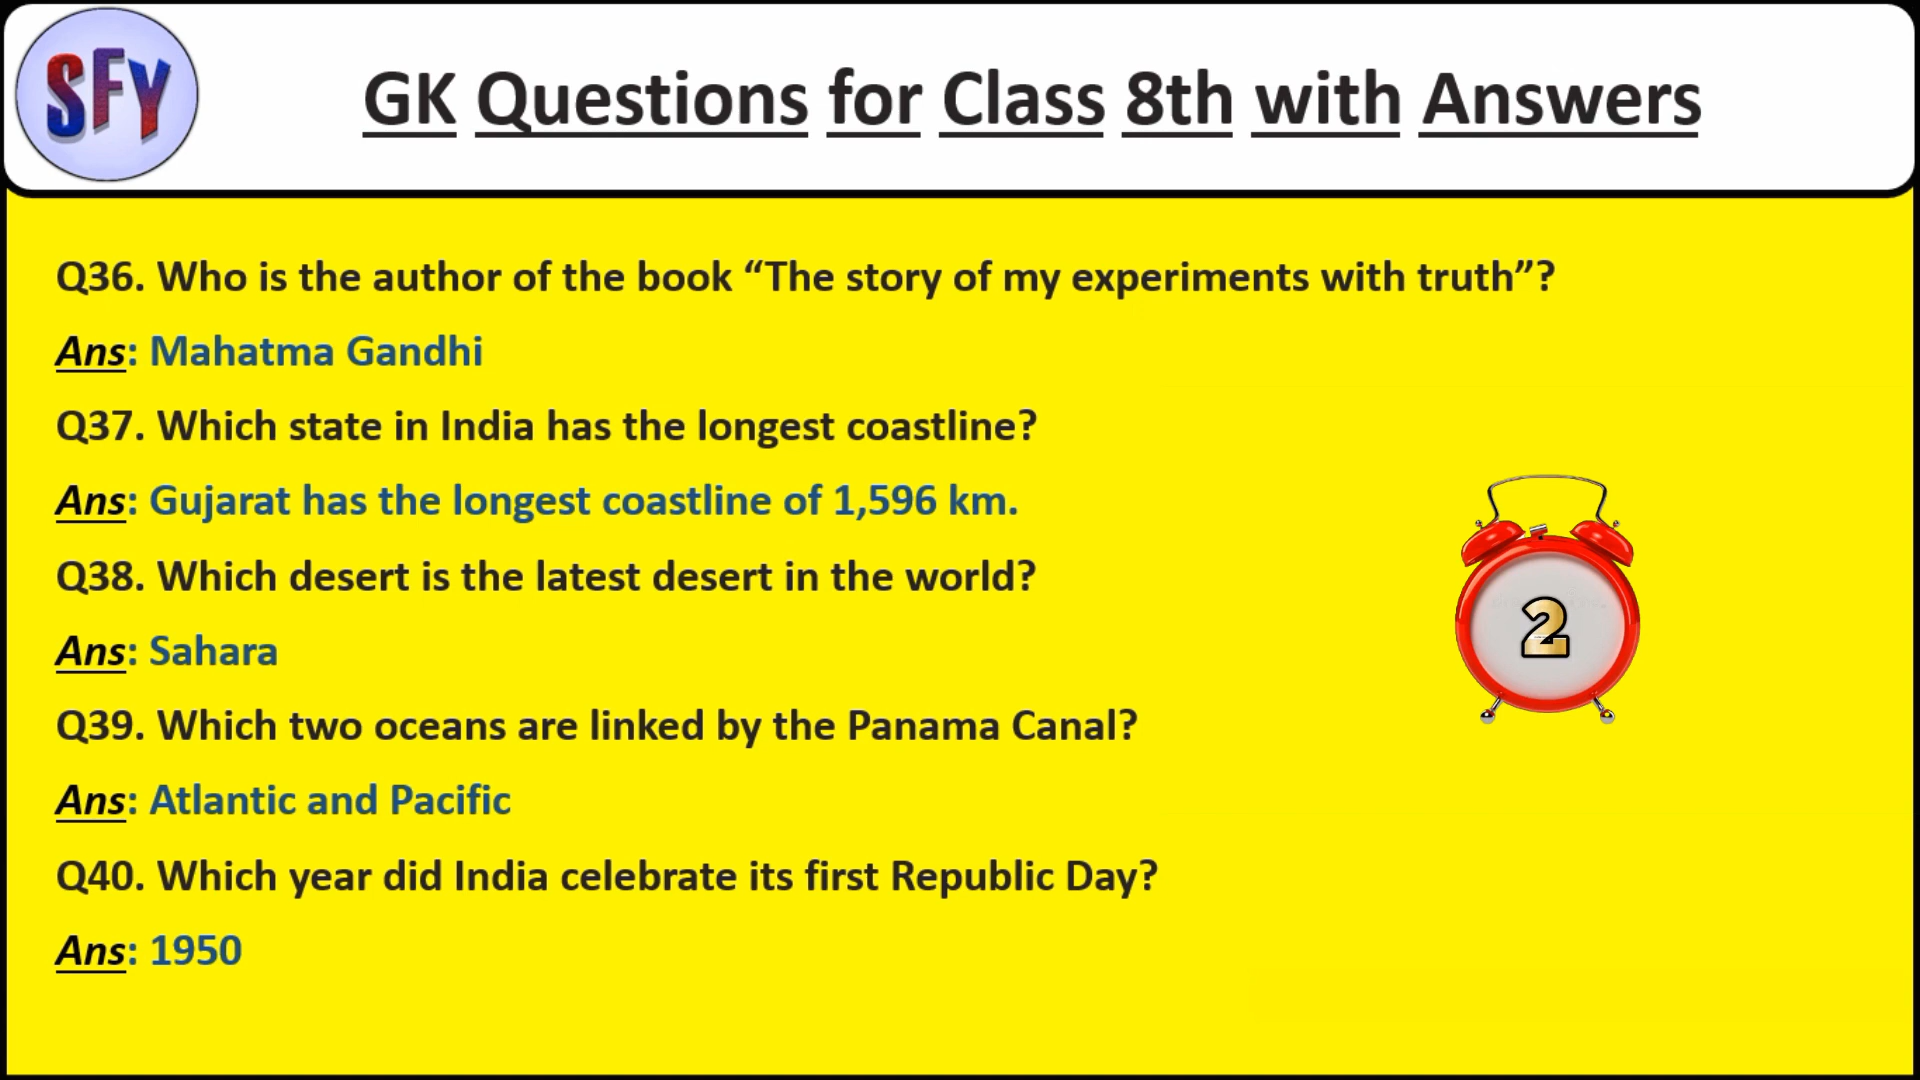 SFY
GK Questions for Class 8th with Answers
Q36. Who is the author of the book “The story of my experiments with truth”?
Ans: Mahatma Gandhi
Q37. Which state in India has the longest coastline?
Ans: Gujarat has the longest coastline of 1,596 km.
Q38. Which desert is the latest desert in the world?
Ans: Sahara
Q39. Which two oceans are linked by the Panama Canal?
Ans: Atlantic and Pacific
Q40. Which year did India celebrate its first Republic Day?
Ans: 1950
2